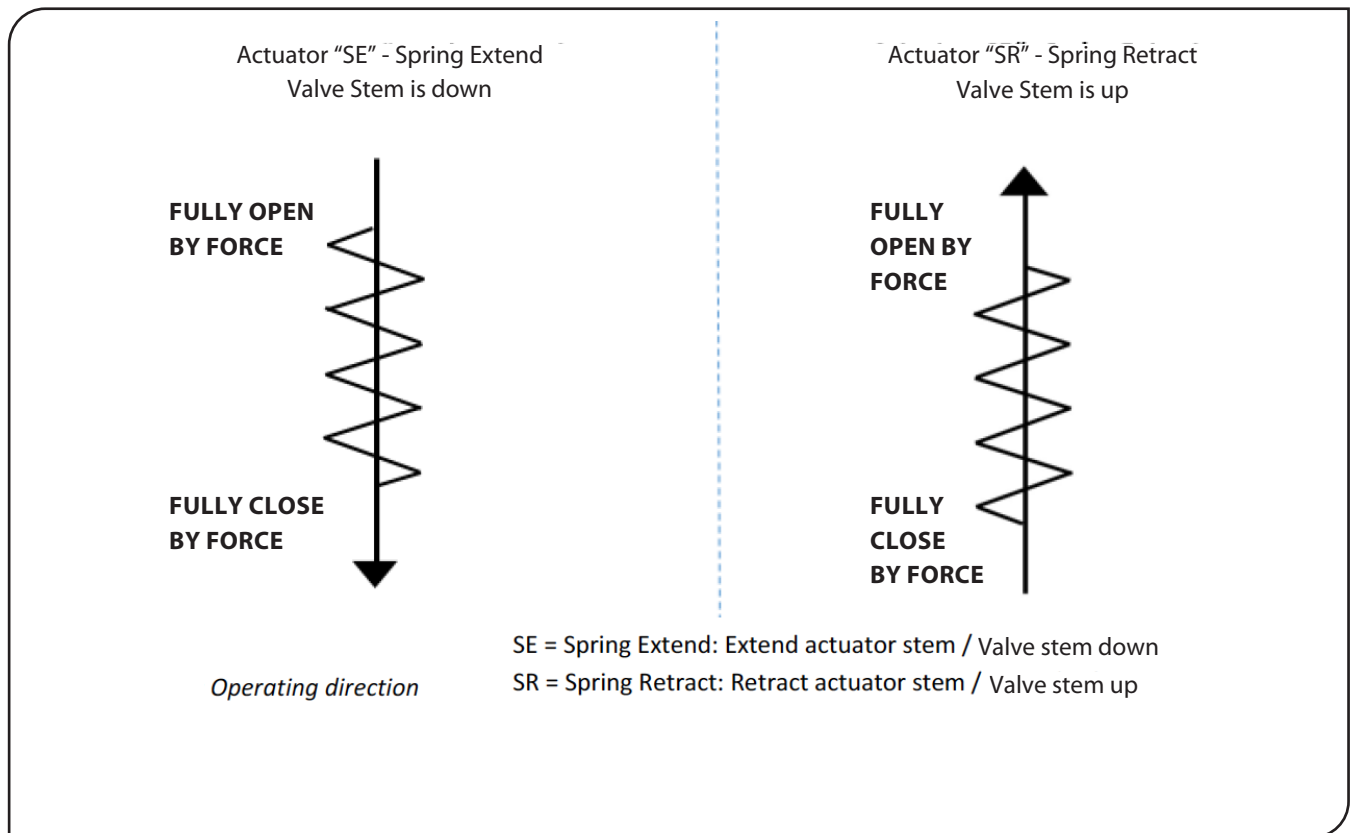 Actuator “SE” - Spring Extend
Valve Stem is down
FULLY OPEN
BY FORCE
FULLY CLOSE
BY FORCE
Actuator “SR” - Spring Retract
Valve Stem is up
FULLY
OPEN BY
FORCE
FULLY
CLOSE
BY FORCE
SE = Spring Extend: Extend actuator stem / Valve stem down
SR = Spring Retract: Retract actuator stem / Valve stem up
Operating direction